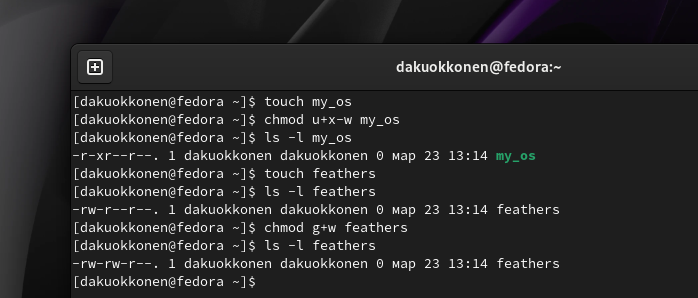 dakuokkonen@fedora:~
[dakuokkonen@fedora ~]$ touch my_os
[dakuokkonen@fedora ~]$ chmod u+x-w my_os
[dakuokkonen@fedora ~]$ ls -l my_os
-r-xr--r--. 1 dakuokkonen dakuokkonen 0 мар 23 13:14 my_os
[dakuokkonen@fedora ~]$ touch feathers
[dakuokkonen@fedora ~]$ ls -l feathers
-rw-r--r--. 1 dakuokkonen dakuokkonen 0 мар 23 13:14 feathers
[dakuokkonen@fedora ~]$ chmod g+w feathers
[dakuokkonen@fedora ~]$ ls -l feathers
-rw-rw-r--. 1 dakuokkonen dakuokkonen 0 мар 23 13:14 feathers
[dakuokkonen@fedora ~]$